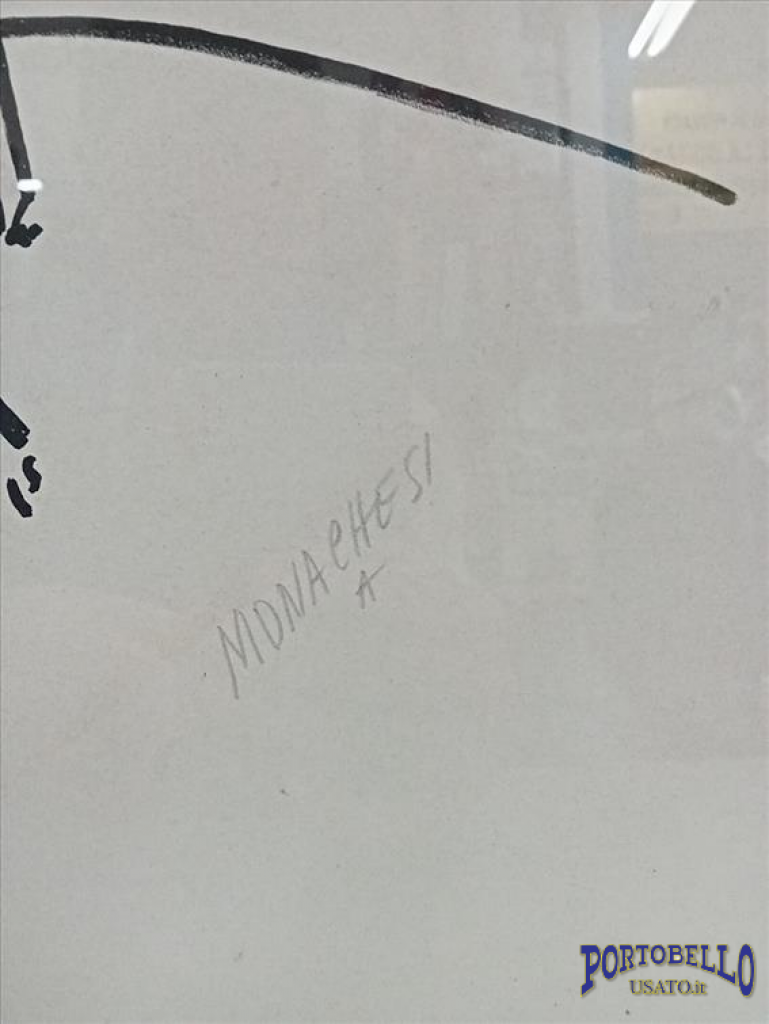 MONACHESI
A
PORTOBELLO
USATO.it